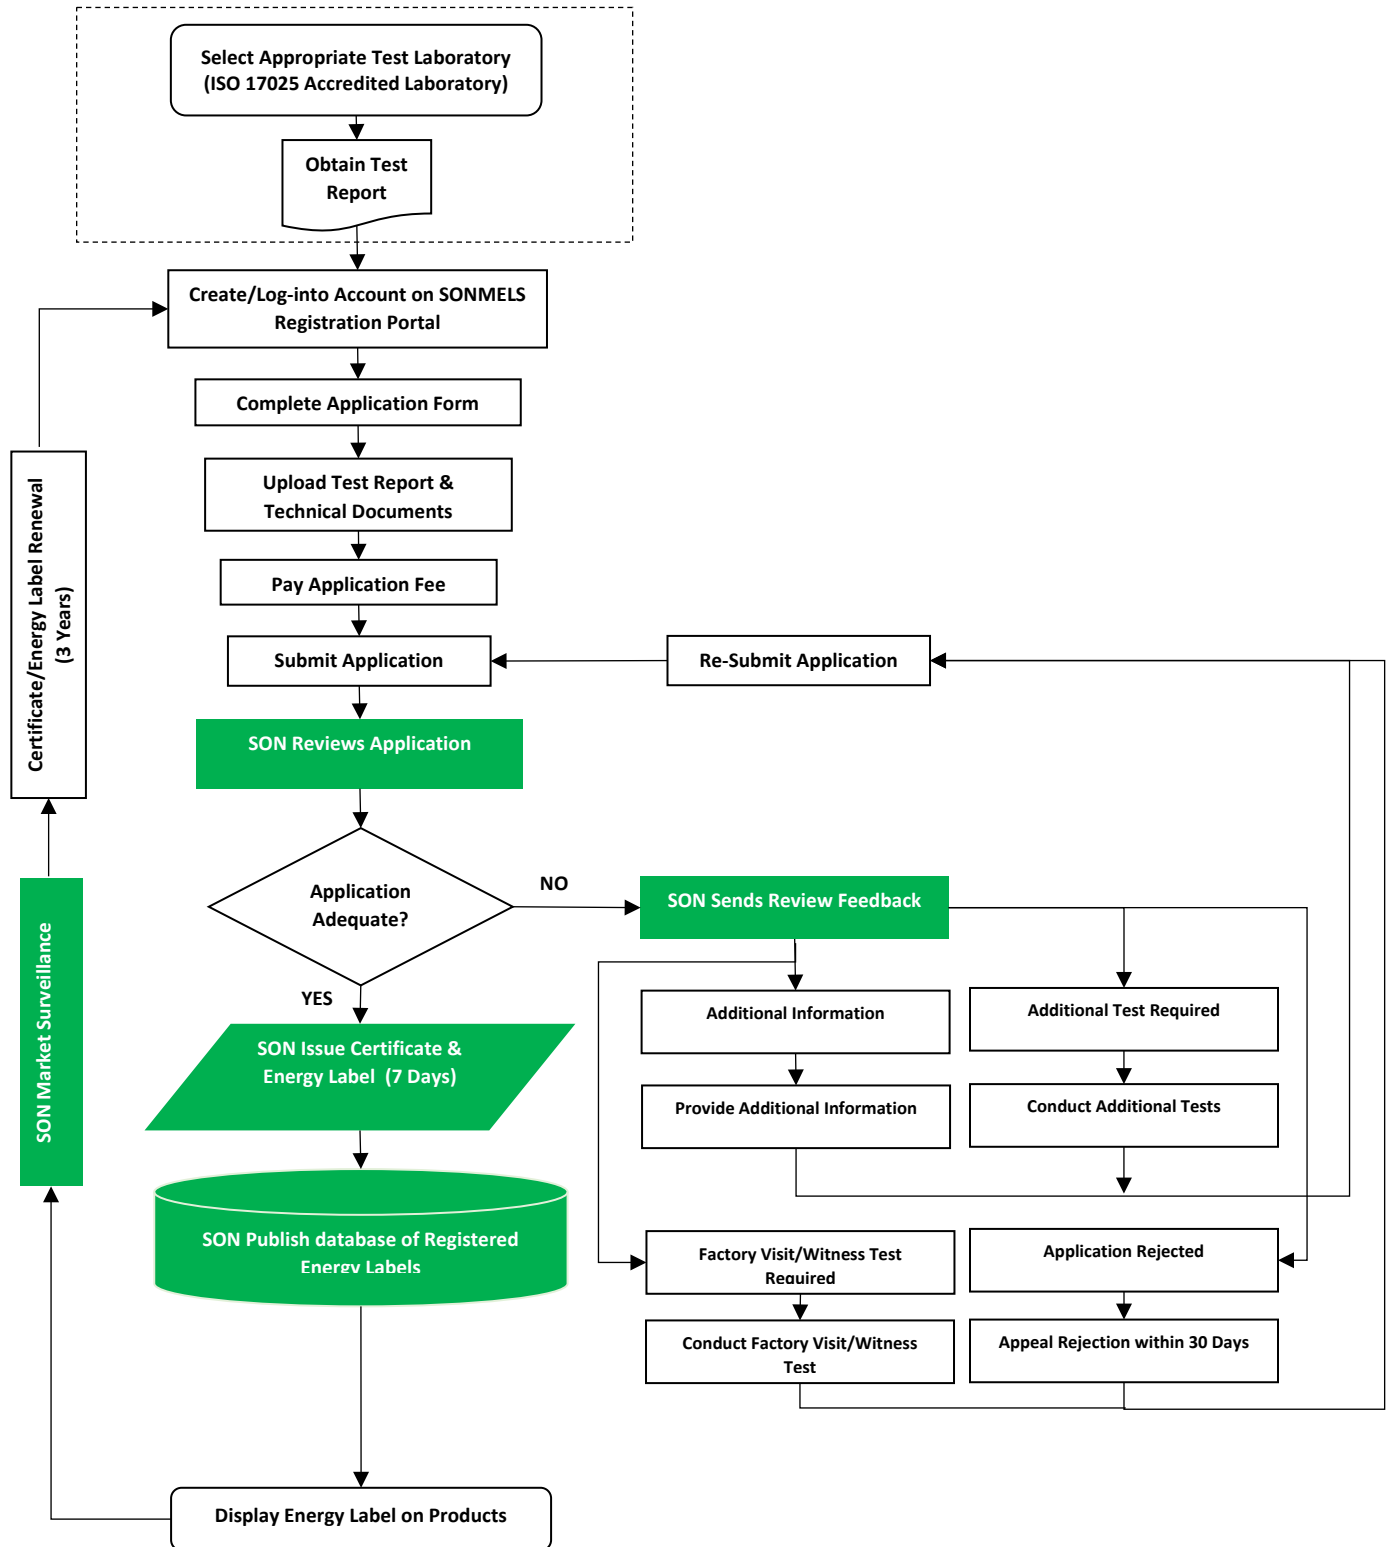 Select Appropriate Test Laboratory
(ISO 17025 Accredited Laboratory)
Obtain Test
Report
Create/Log-into Account on SONMELS
Registration Portal
Complete Application Form
Upload Test Report &
Technical Documents
Pay Application Fee
Submit Application
Re-Submit Application
SON Reviews Application
Application
Adequate?
NO
YES
SON Sends Review Feedback
Additional Information
Additional Test Required
Provide Additional Information
Conduct Additional Tests
SON Issue Certificate &
Energy Label (7 Days)
SON Publish database of Registered
Energy Labels
Factory Visit/Witness Test
Required
Application Rejected
Conduct Factory Visit/Witness
Test
Appeal Rejection within 30 Days
Display Energy Label on Products
SON Market Surveillance
Certificate/Energy Label Renewal
(3 Years)